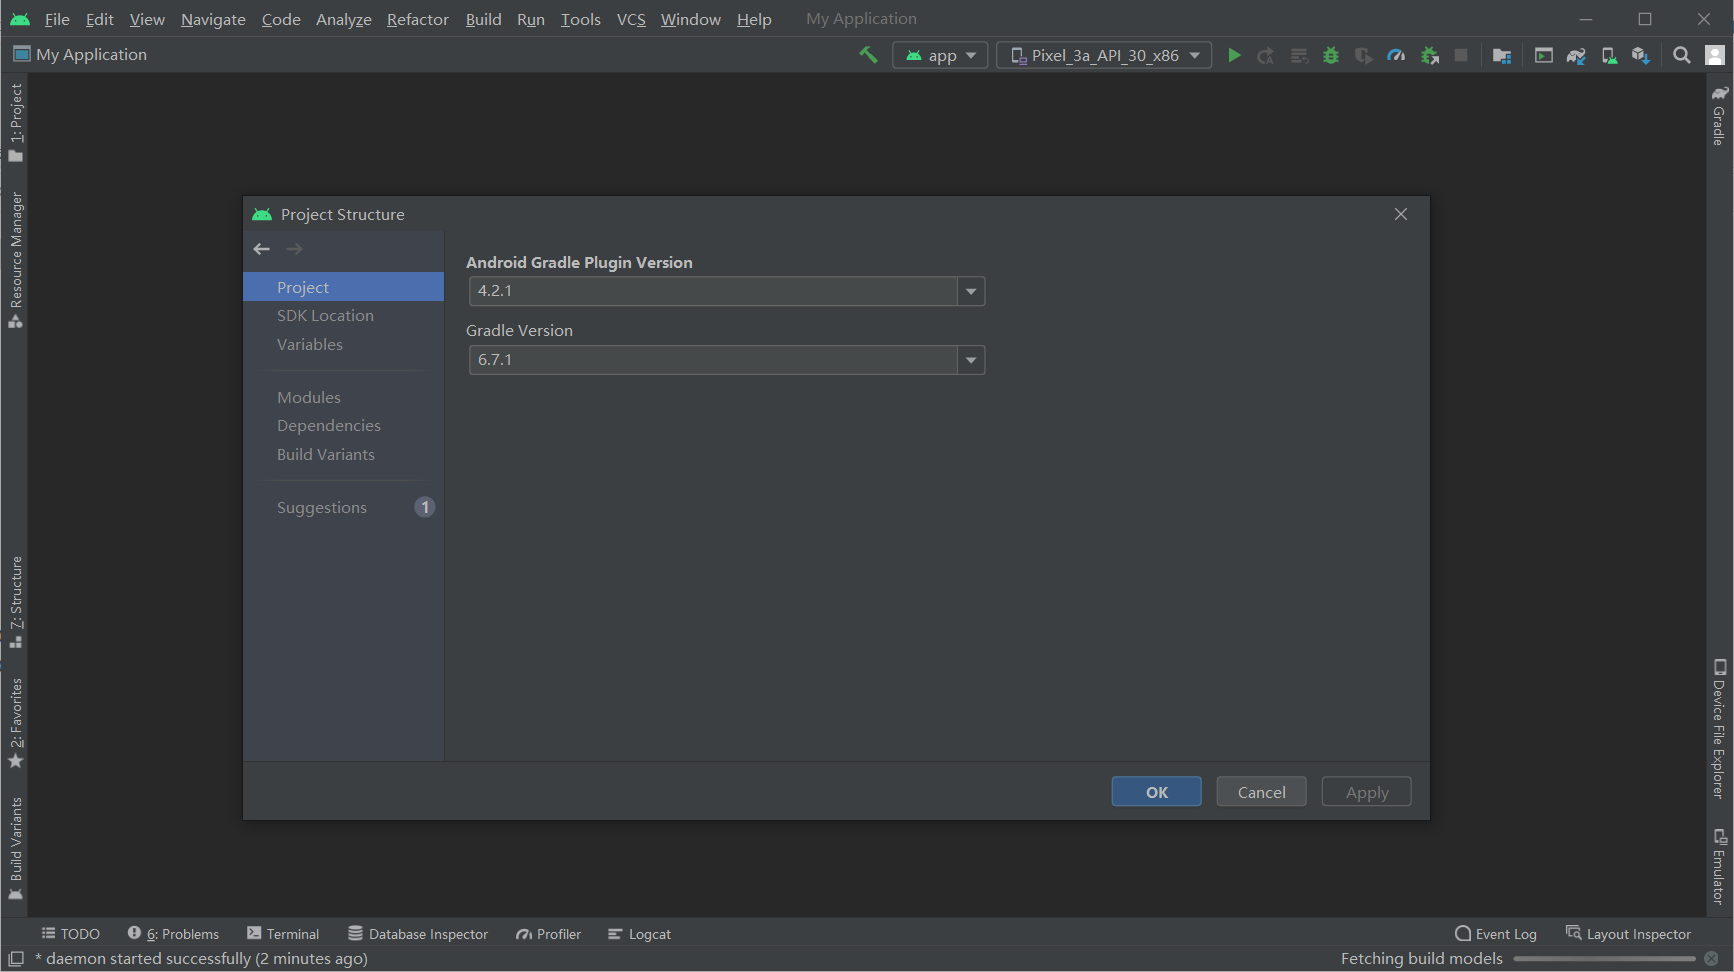 File Edit View Navigate Code Analyze Refactor Build Run Tools VCS Window Help My Application
My Application app Pixel_3a_API_30_x86
1: Project
Resource Manager
7: Structure
2: Favorites
Build Variants
Project Structure
Project
SDK Location
Variables
Modules
Dependencies
Build Variants
Suggestions 1
Android Gradle Plugin Version
4.2.1
Gradle Version
6.7.1
OK Cancel Apply
Gradle
Device File Explorer
Emulator
TODO 6: Problems Terminal Database Inspector Profiler Logcat Event Log Layout Inspector
* daemon started successfully (2 minutes ago) Fetching build models